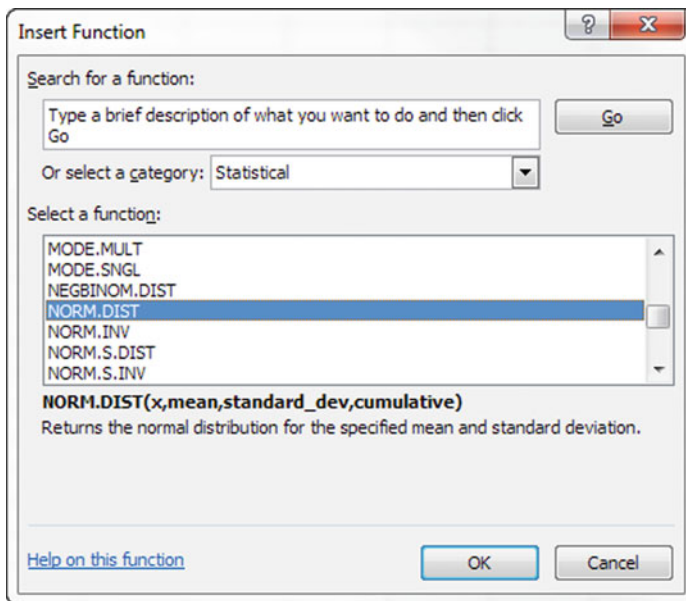 Insert Function
?
Search for a function:
Type a brief description of what you want to do and then click
Go
Go
Or select a category: Statistical
Select a function:
MODE.MULT
MODE.SNGL
NEGBINOM.DIST
NORM.DIST
NORM.INV
NORM.S.DIST
NORM.S.INV
NORM.DIST(x,mean,standard_dev,cumulative)
Returns the normal distribution for the specified mean and standard deviation.
Help on this function
OK
Cancel